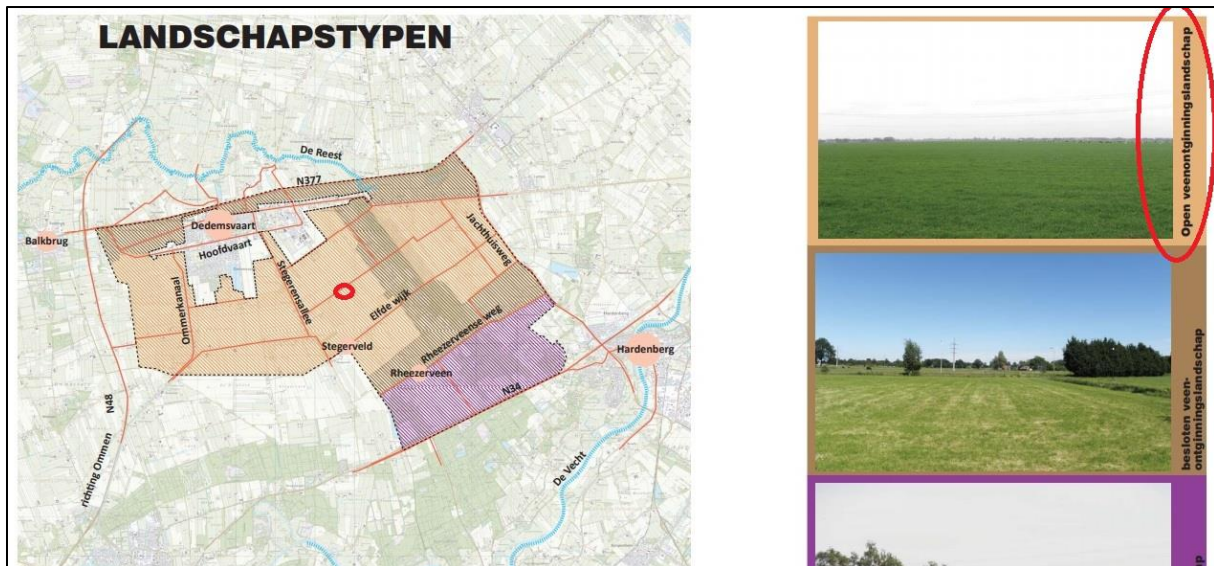 LANDSCHAPSTYPEN
De Reest
N377
Balkbrug
Dedemsvaart
Hoofdvaart
Jachthuisweg
Ommerkanaal
Stegerensallee
Elfde wijk
Stegerveld
Rheezerveense weg
Rheezerveen
Hardenberg
N34
N48
richting Ommen
De Vecht
Open veenontginningslandschap
besloten veen-
ontginningslandschap